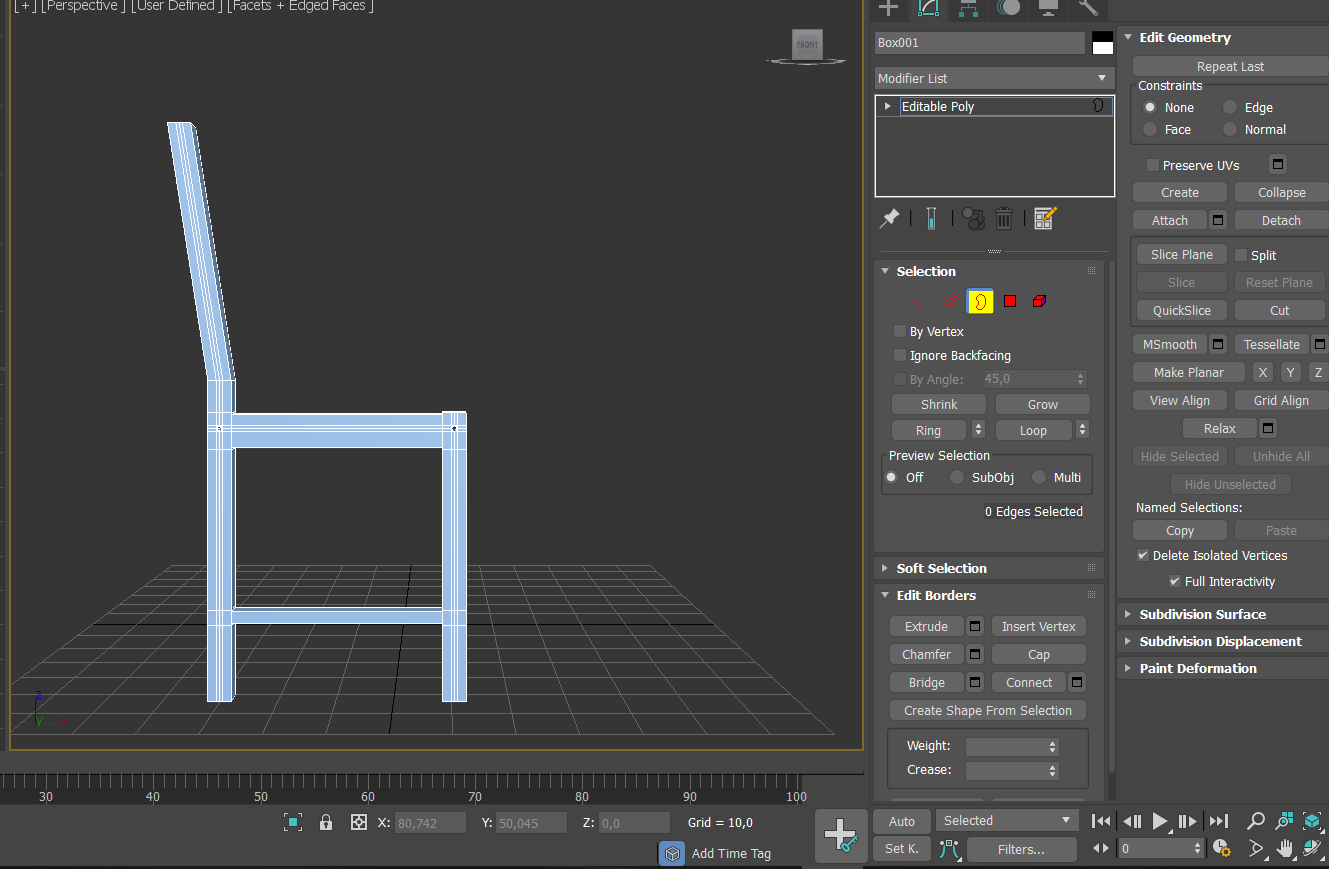 [ + ] [Perspective ] [User Defined ] [Facets + Edged Faces ]
FRONT
z
y
x
30 40 50 60 70 80 90 100
X: 80,742 Y: 50,045 Z: 0,0 Grid = 10,0
Add Time Tag
Box001
Modifier List
Editable Poly
Selection
By Vertex
Ignore Backfacing
By Angle: 45,0
Shrink Grow
Ring Loop
Preview Selection
Off SubObj Multi
0 Edges Selected
Soft Selection
Edit Borders
Extrude Insert Vertex
Chamfer Cap
Bridge Connect
Create Shape From Selection
Weight:
Crease:
Edit Geometry
Repeat Last
Constraints
None Edge
Face Normal
Preserve UVs
Create Collapse
Attach Detach
Slice Plane Split
Slice Reset Plane
QuickSlice Cut
MSmooth Tessellate
Make Planar X Y Z
View Align Grid Align
Relax
Hide Selected Unhide All
Hide Unselected
Named Selections:
Copy Paste
Delete Isolated Vertices
Full Interactivity
Subdivision Surface
Subdivision Displacement
Paint Deformation
Auto Selected
Set K. Filters... 0